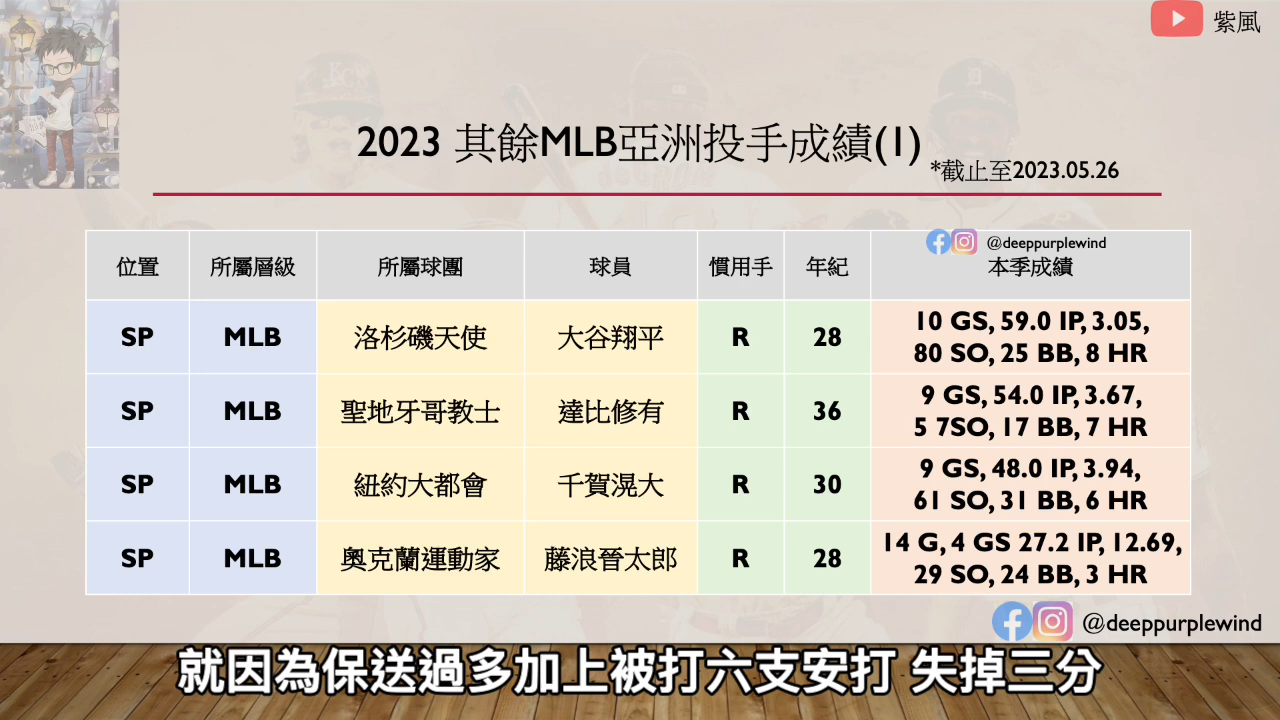 紫風
2023 其餘MLB亞洲投手成績(1)
*截止至2023.05.26
@deeppurplewind
位置 所屬層級 所屬球團 球員 慣用手 年紀 本季成績
SP MLB 洛杉磯天使 大谷翔平 R 28 10 GS, 59.0 IP, 3.05,
80 SO, 25 BB, 8 HR
SP MLB 聖地牙哥教士 達比修有 R 36 9 GS, 54.0 IP, 3.67,
5 7SO, 17 BB, 7 HR
SP MLB 紐約大都會 千賀滉大 R 30 9 GS, 48.0 IP, 3.94,
61 SO, 31 BB, 6 HR
SP MLB 奧克蘭運動家 藤浪晉太郎 R 28 14 G, 4 GS 27.2 IP, 12.69,
29 SO, 24 BB, 3 HR
@deeppurplewind
就因為保送過多加上被打六支安打 失掉三分